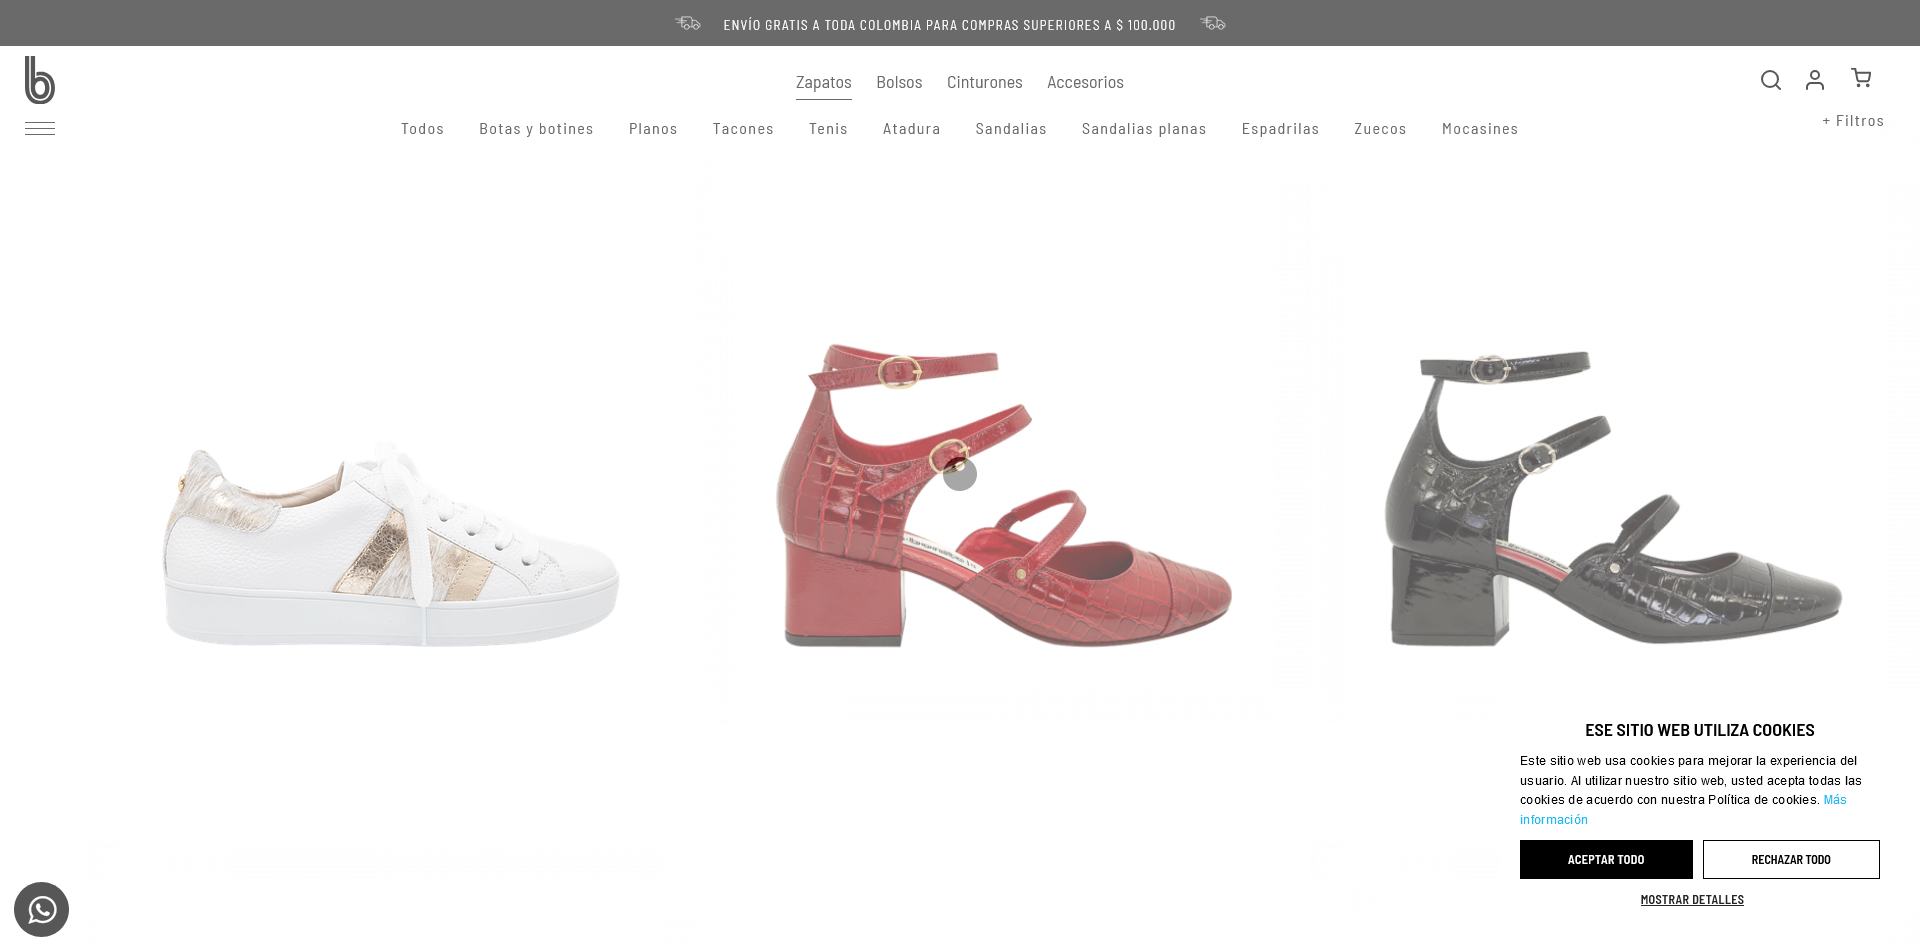 ENVÍO GRATIS A TODA COLOMBIA PARA COMPRAS SUPERIORES A $ 100.000
b
Zapatos Bolsos Cinturones Accesorios
Todos Botas y botines Planos Tacones Tenis Atadura Sandalias Sandalias planas Espadrilas Zuecos Mocasines
+ Filtros
ESE SITIO WEB UTILIZA COOKIES
Este sitio web usa cookies para mejorar la experiencia del
usuario. Al utilizar nuestro sitio web, usted acepta todas las
cookies de acuerdo con nuestra Política de cookies. Más
información
ACEPTAR TODO
RECHAZAR TODO
MOSTRAR DETALLES